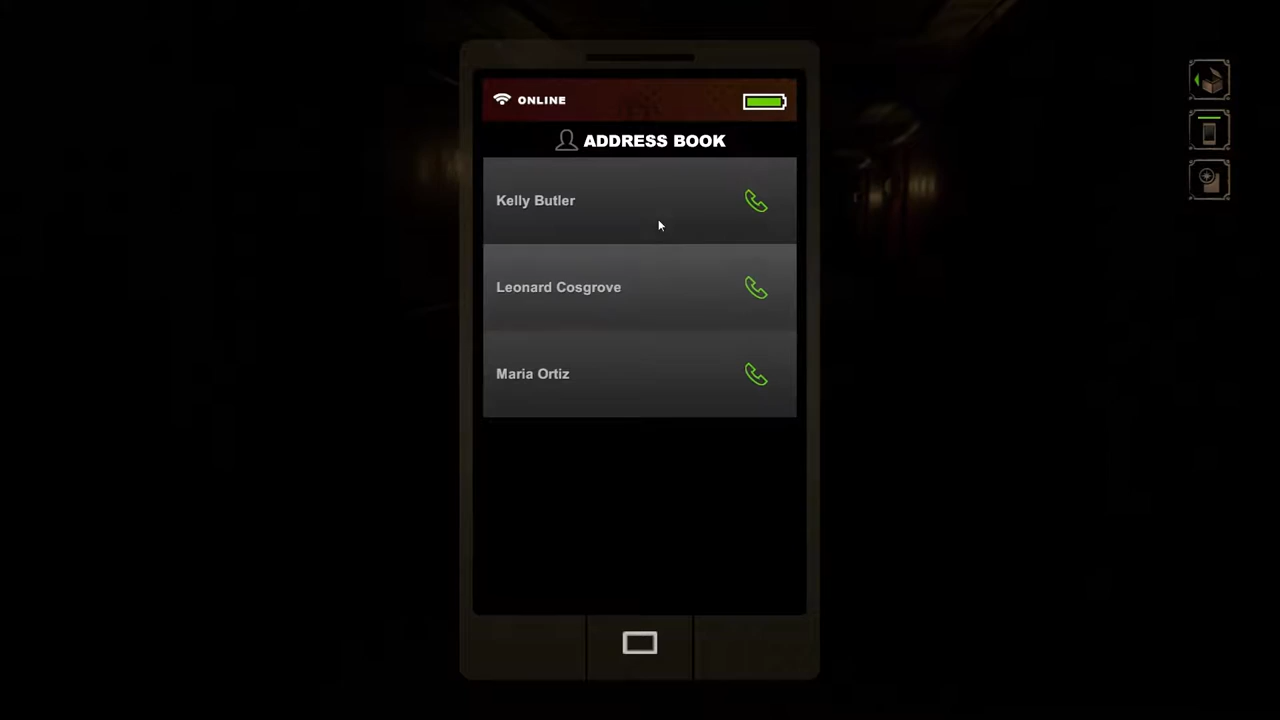 ONLINE
ADDRESS BOOK
Kelly Butler
Leonard Cosgrove
Maria Ortiz